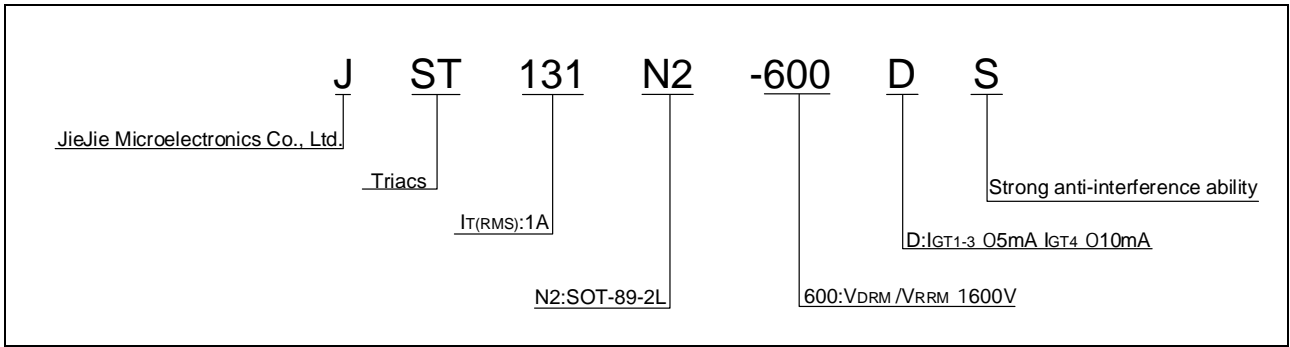 J ST 131 N2 -600 D S
JieJie Microelectronics Co., Ltd.
Triacs
Strong anti-interference ability
IT(RMS):1A
D:IGT1-3 O5mA IGT4 O10mA
N2:SOT-89-2L
600:VDRM /VRRM 1600V